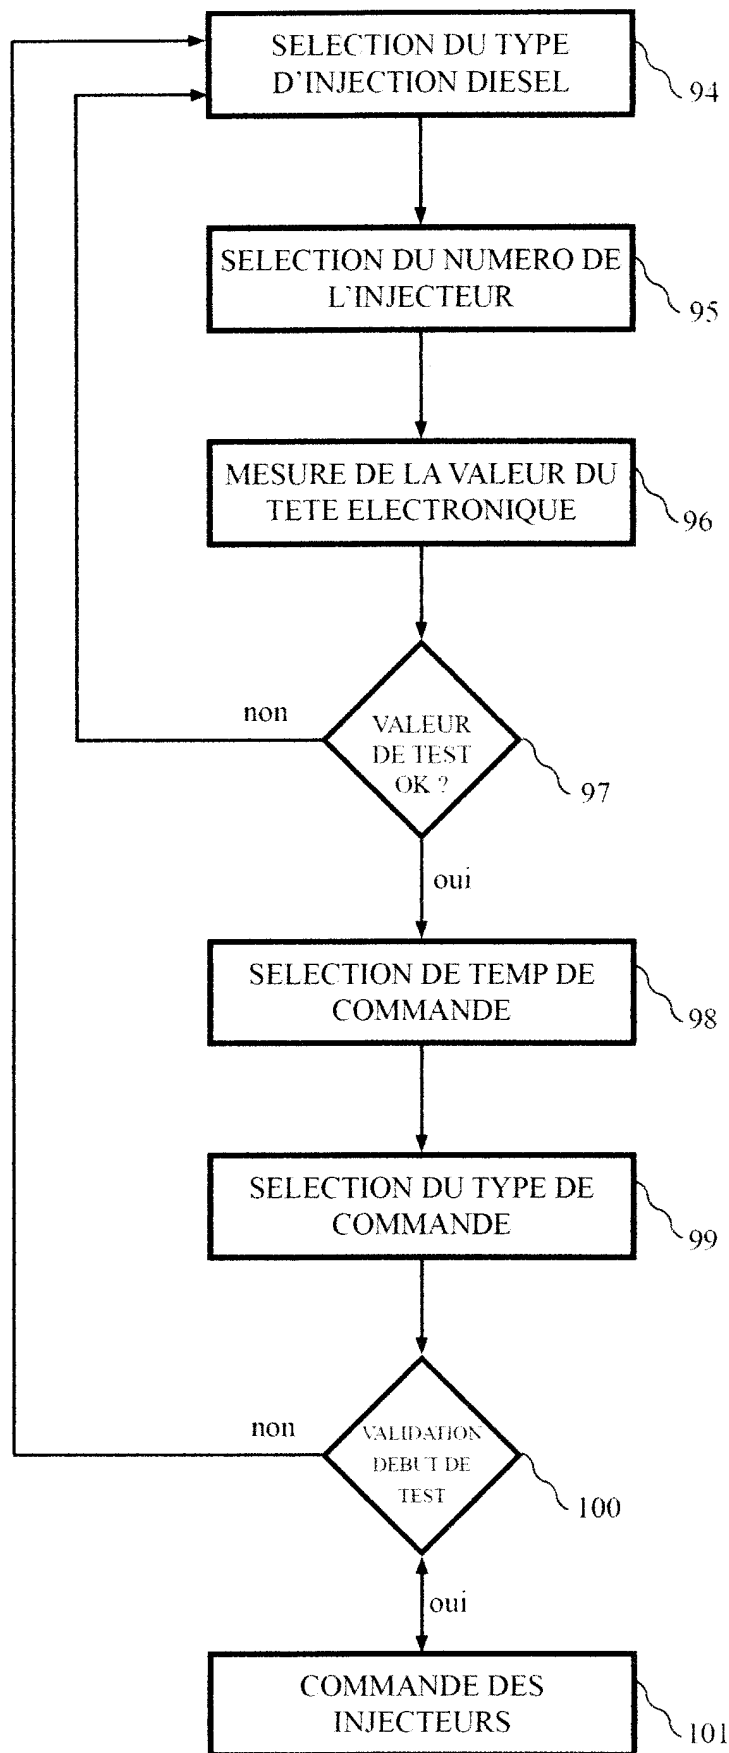 SELECTION DU TYPE
D'INJECTION DIESEL
94
SELECTION DU NUMERO DE
L'INJECTEUR
95
MESURE DE LA VALEUR DU
TETE ELECTRONIQUE
96
non
VALEUR
DE TEST
OK ?
97
oui
SELECTION DE TEMP DE
COMMANDE
98
SELECTION DU TYPE DE
COMMANDE
99
non
VALIDATION
DEBUT DE
TEST
100
oui
COMMANDE DES
INJECTEURS
101